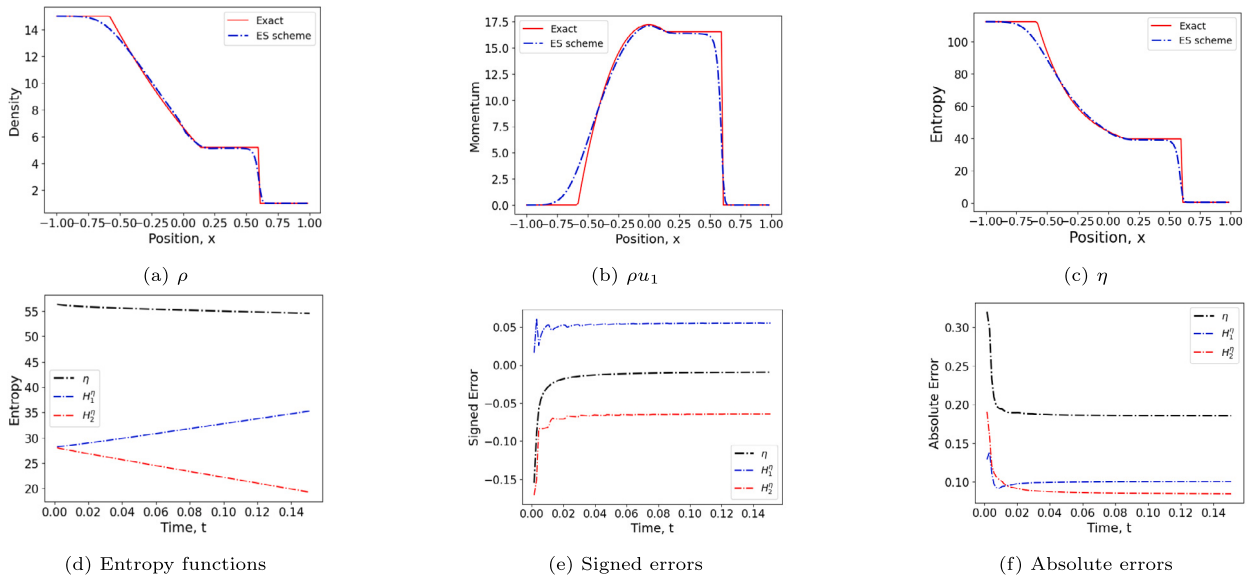 Exact
ES scheme
Density
14
12
10
8
6
4
2
−1.00−0.75−0.50−0.25 0.00 0.25 0.50 0.75 1.00
Position, x
(a) ρ
Exact
ES scheme
Momentum
17.5
15.0
12.5
10.0
7.5
5.0
2.5
0.0
−1.00−0.75−0.50−0.25 0.00 0.25 0.50 0.75 1.00
Position, x
(b) ρu₁
Exact
ES scheme
Entropy
100
80
60
40
20
0
−1.00−0.75−0.50−0.25 0.00 0.25 0.50 0.75 1.00
Position, x
(c) η
Entropy
55
50
45
40
35
30
25
20
η
H₁^η
H₂^η
0.00 0.02 0.04 0.06 0.08 0.10 0.12 0.14
Time, t
(d) Entropy functions
Signed Error
0.05
0.00
−0.05
−0.10
−0.15
η
H₁^η
H₂^η
0.00 0.02 0.04 0.06 0.08 0.10 0.12 0.14
Time, t
(e) Signed errors
Absolute Error
0.30
0.25
0.20
0.15
0.10
η
H₁^η
H₂^η
0.00 0.02 0.04 0.06 0.08 0.10 0.12 0.14
Time, t
(f) Absolute errors